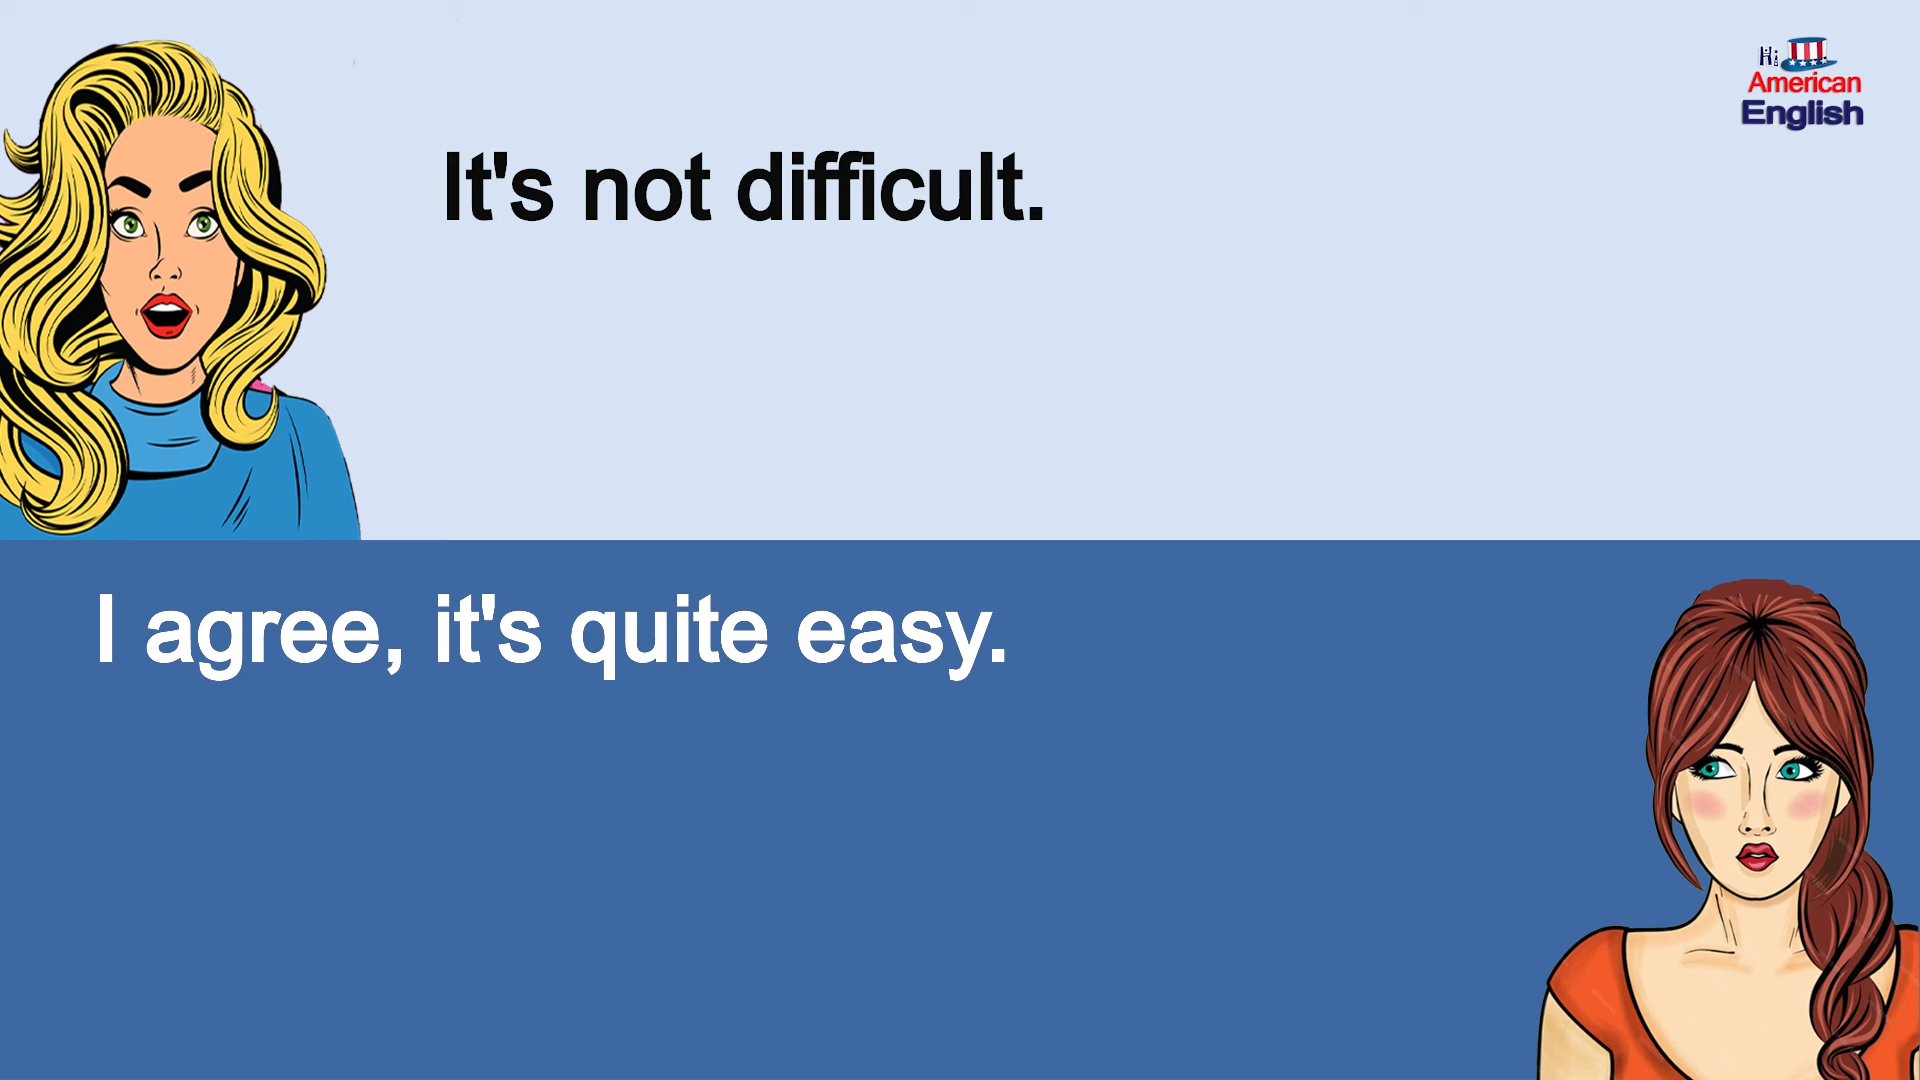 Hi
American
English
It's not difficult.
I agree, it's quite easy.